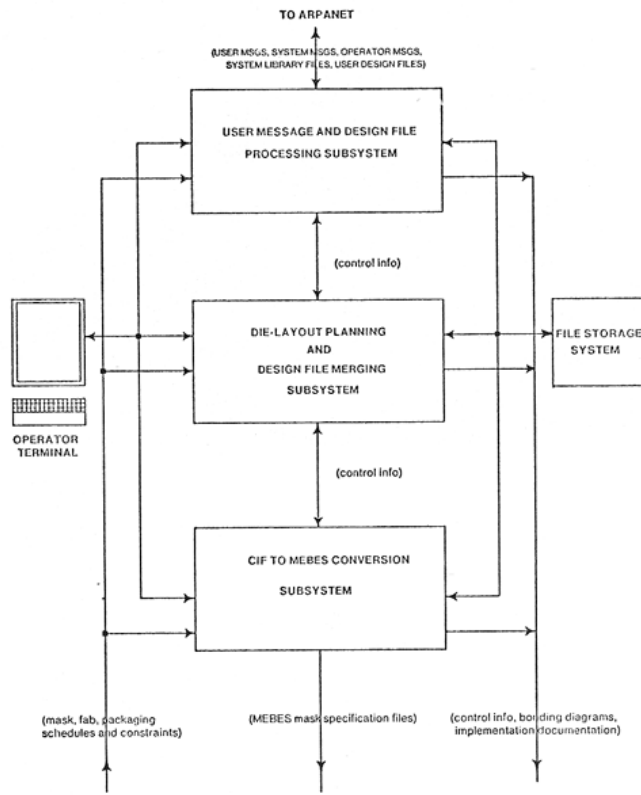 TO ARPANET
(USER MSGS, SYSTEM MSGS, OPERATOR MSGS,
SYSTEM LIBRARY FILES, USER DESIGN FILES)
USER MESSAGE AND DESIGN FILE
PROCESSING SUBSYSTEM
(control info)
DIE-LAYOUT PLANNING
AND
DESIGN FILE MERGING
SUBSYSTEM
FILE STORAGE
SYSTEM
OPERATOR
TERMINAL
(control info)
CIF TO MEBES CONVERSION
SUBSYSTEM
(mask, fab, packaging
schedules and constraints)
(MEBES mask specification files)
(control info, bonding diagrams,
implementation documentation)